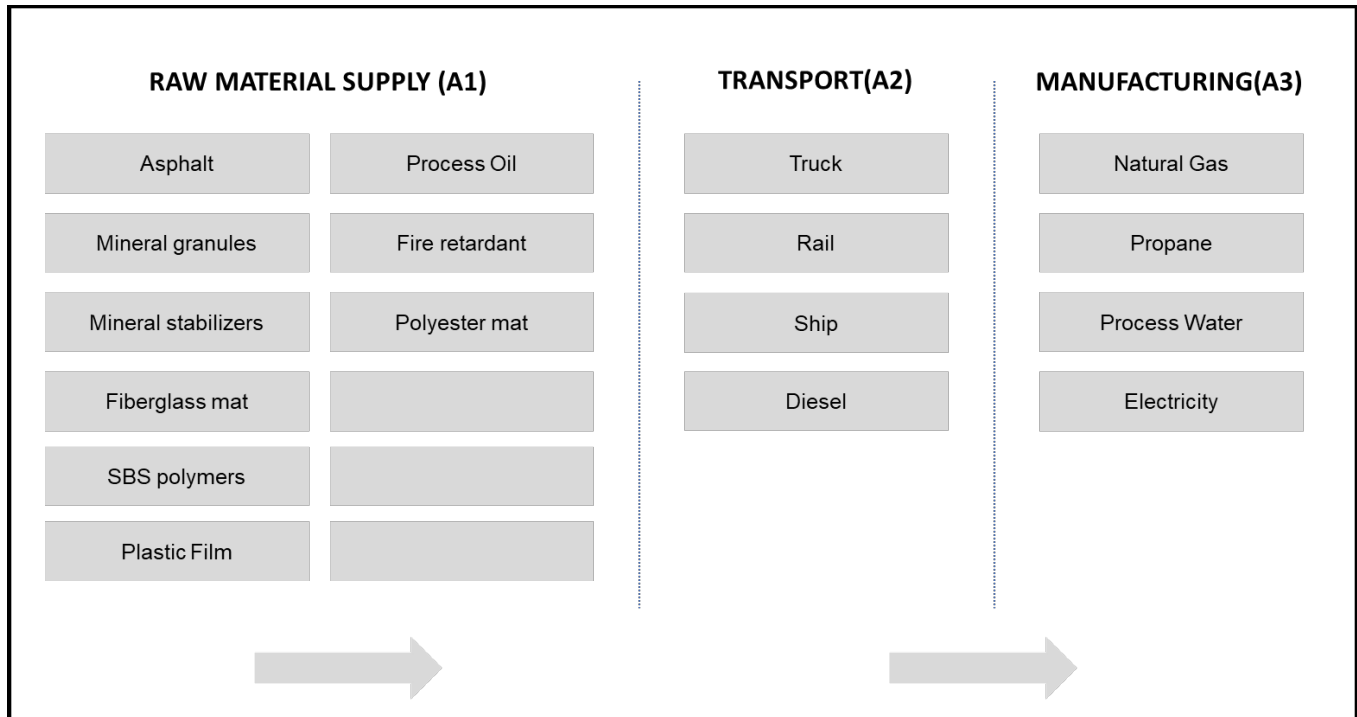 RAW MATERIAL SUPPLY (A1)
Asphalt
Process Oil
Mineral granules
Fire retardant
Mineral stabilizers
Polyester mat
Fiberglass mat
SBS polymers
Plastic Film
TRANSPORT(A2)
Truck
Rail
Ship
Diesel
MANUFACTURING(A3)
Natural Gas
Propane
Process Water
Electricity